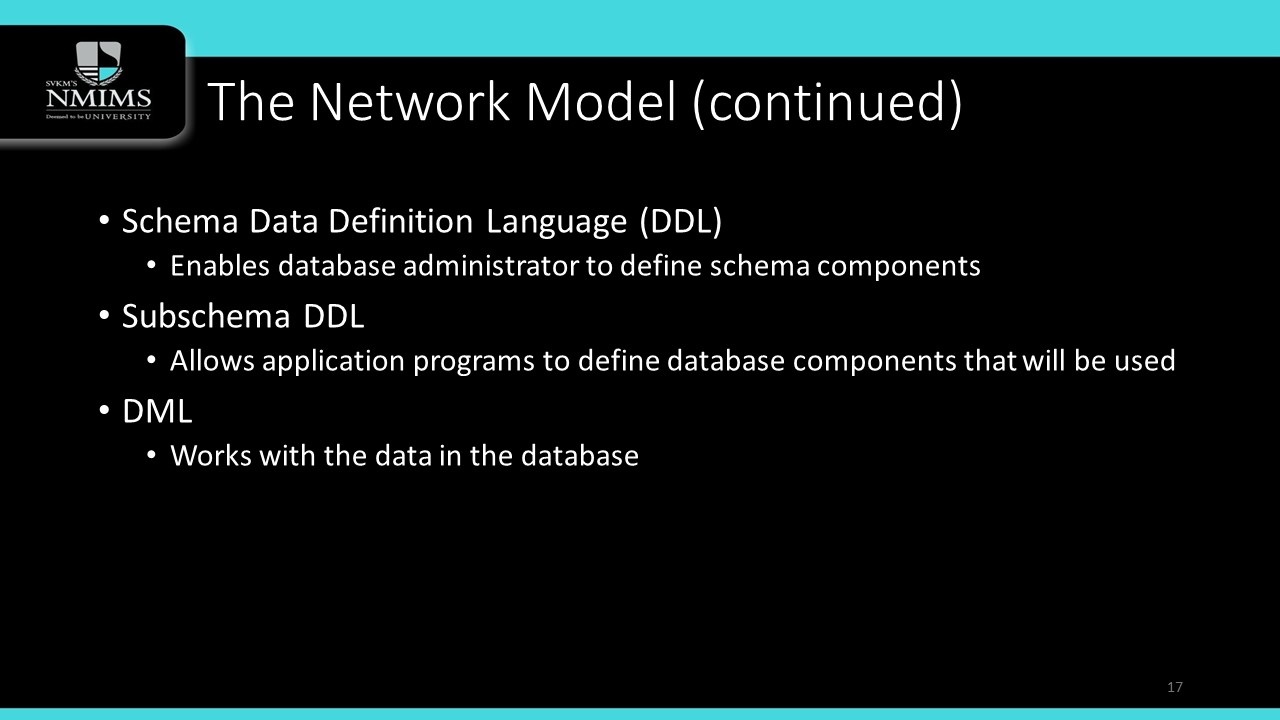 SVKM'S
NMIMS
Deemed to be UNIVERSITY
The Network Model (continued)
• Schema Data Definition Language (DDL)
• Enables database administrator to define schema components
• Subschema DDL
• Allows application programs to define database components that will be used
• DML
• Works with the data in the database
17